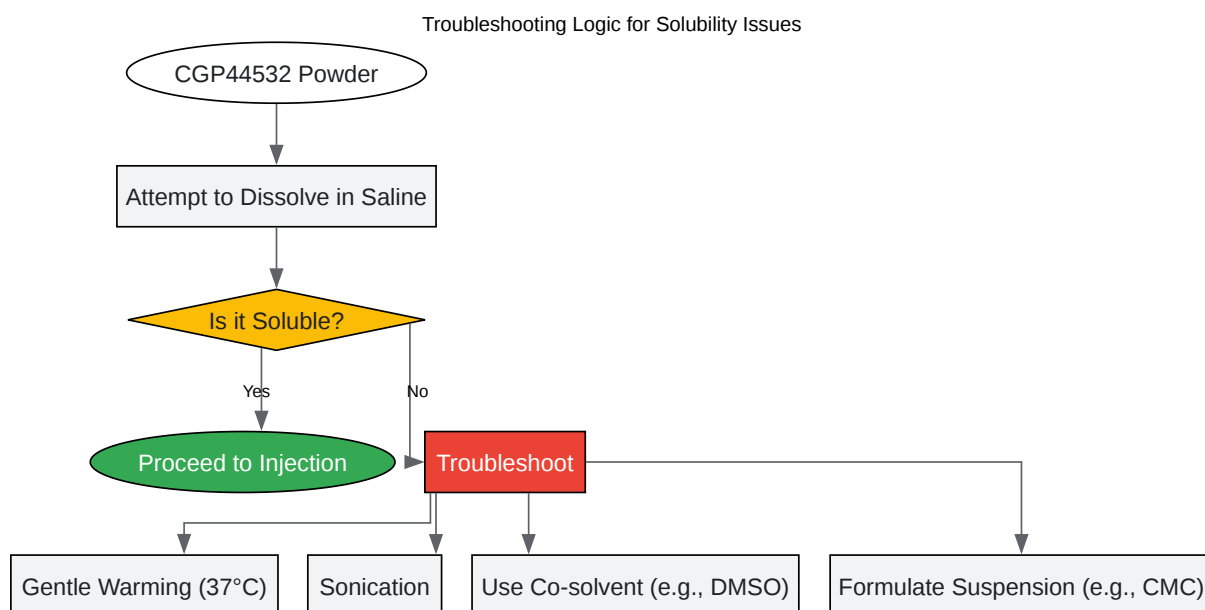 Troubleshooting Logic for Solubility Issues
CGP44532 Powder
Attempt to Dissolve in Saline
Is it Soluble?
Yes
No
Proceed to Injection
Troubleshoot
Gentle Warming (37°C)
Sonication
Use Co-solvent (e.g., DMSO)
Formulate Suspension (e.g., CMC)